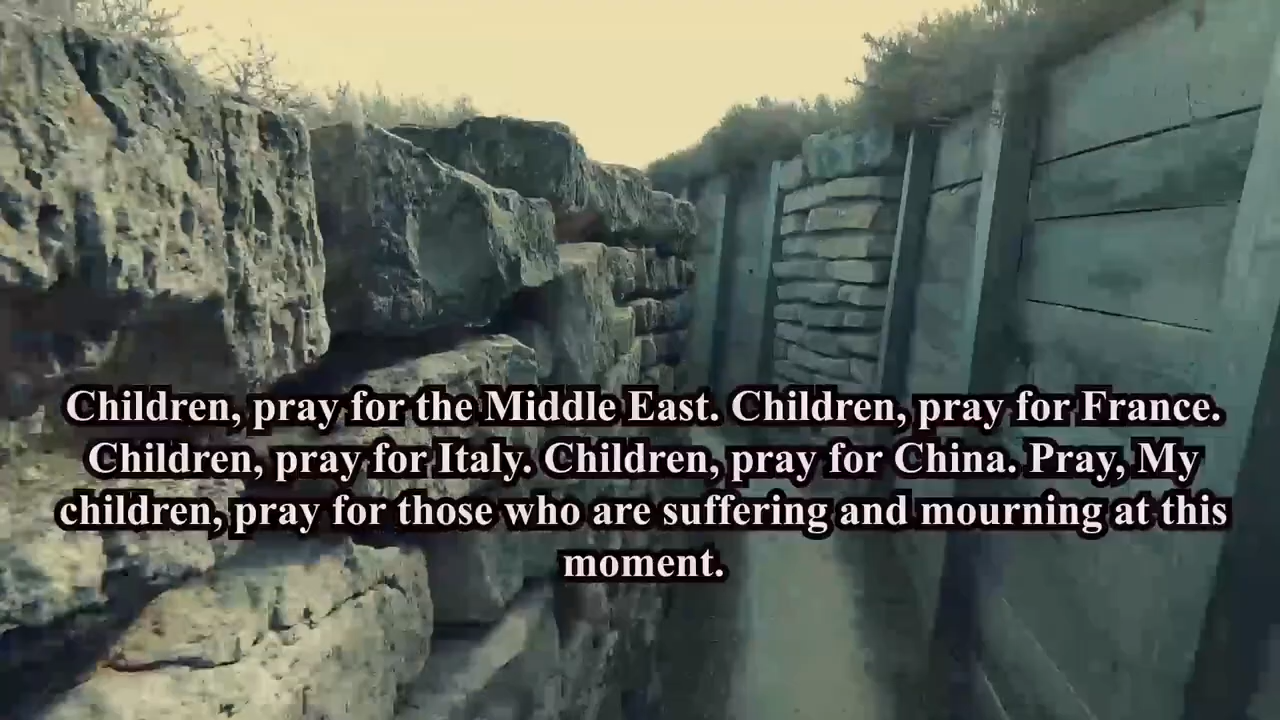 Children, pray for the Middle East. Children, pray for France.
Children, pray for Italy. Children, pray for China. Pray, My
children, pray for those who are suffering and mourning at this
moment.